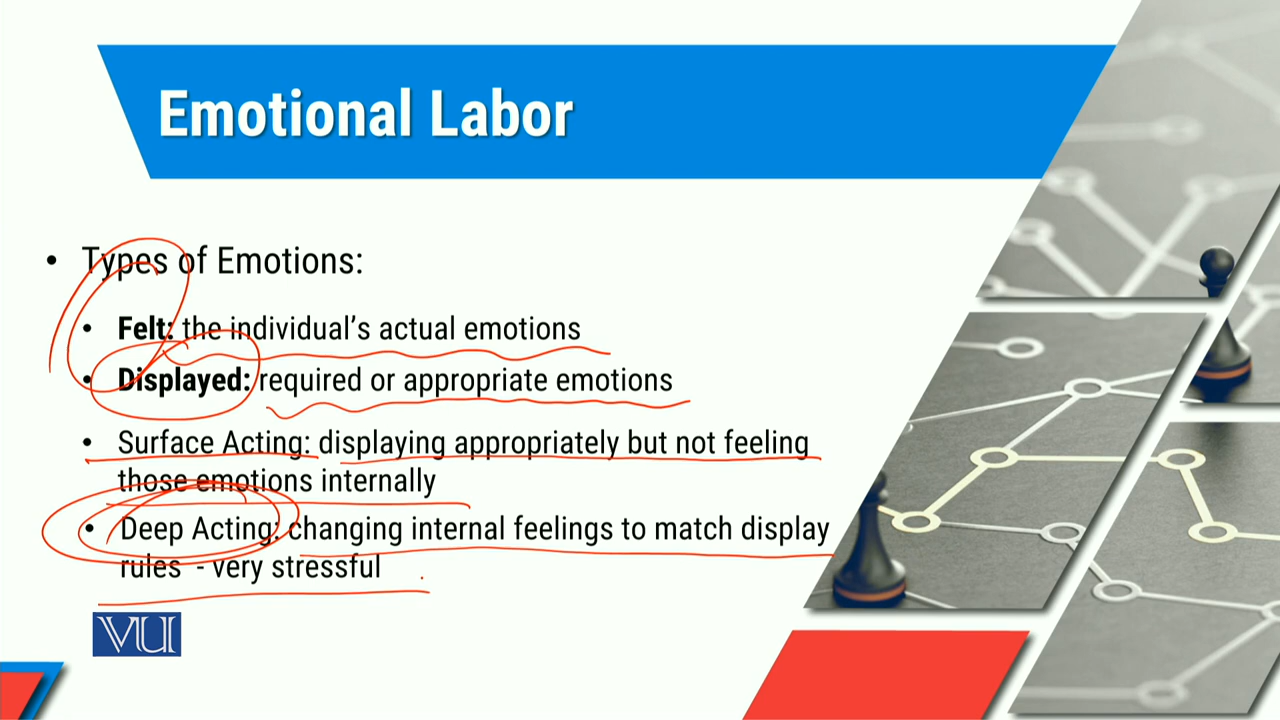 Emotional Labor
• Types of Emotions:
• Felt: the individual's actual emotions
• Displayed: required or appropriate emotions
• Surface Acting: displaying appropriately but not feeling
those emotions internally
• Deep Acting: changing internal feelings to match display
rules - very stressful
VU